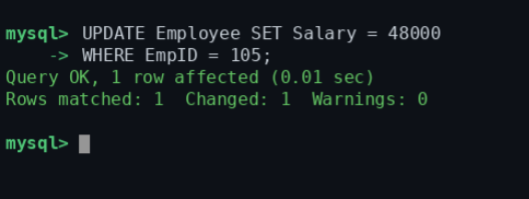 mysql> UPDATE Employee SET Salary = 48000
    -> WHERE EmpID = 105;
Query OK, 1 row affected (0.01 sec)
Rows matched: 1  Changed: 1  Warnings: 0
mysql>